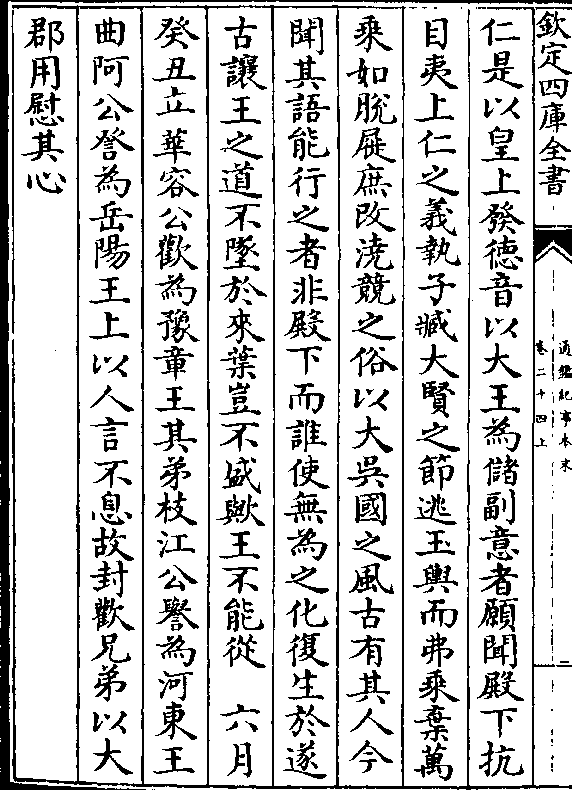 欽定四庫全書
通鑑紀事本末
卷二十四上
二
仁是以皇上發德音以大王為儲副意者願聞殿下抗
目夷上仁之義執子臧大賢之節逃玉輿而弗乘棄萬
乘如脫屣庶改澆競之俗以大吳國之風古有其人今
聞其語能行之者非殿下而誰使無為之化復生於遂
古讓王之道不墜於來葉豈不盛歟王不能從　六月
癸丑立華容公歡為豫章王其弟枝江公譽為河東王
曲阿公詧為岳陽王上以人言不息故封歡兄弟以大
郡用慰其心